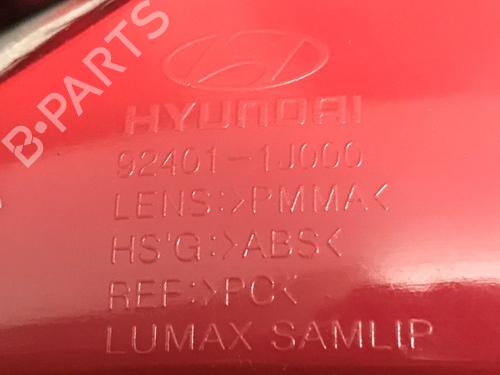 B-PARTS
HYUNDAI
92401-1J000
LENS:>PMMA<
HS'G:>ABS<
REF:>PC<
LUMAX SAMLIP